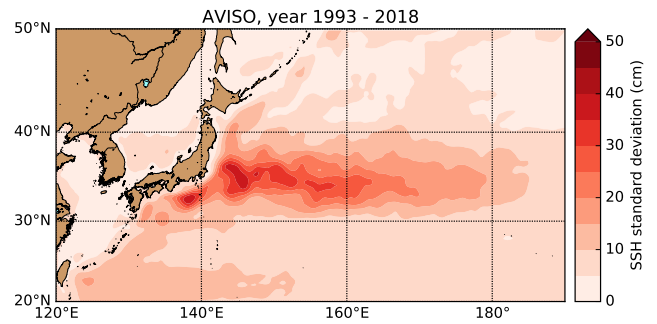 AVISO, year 1993 - 2018
50°N
40°N
30°N
20°N
120°E
140°E
160°E
180°
50
40
30
20
10
0
SSH standard deviation (cm)